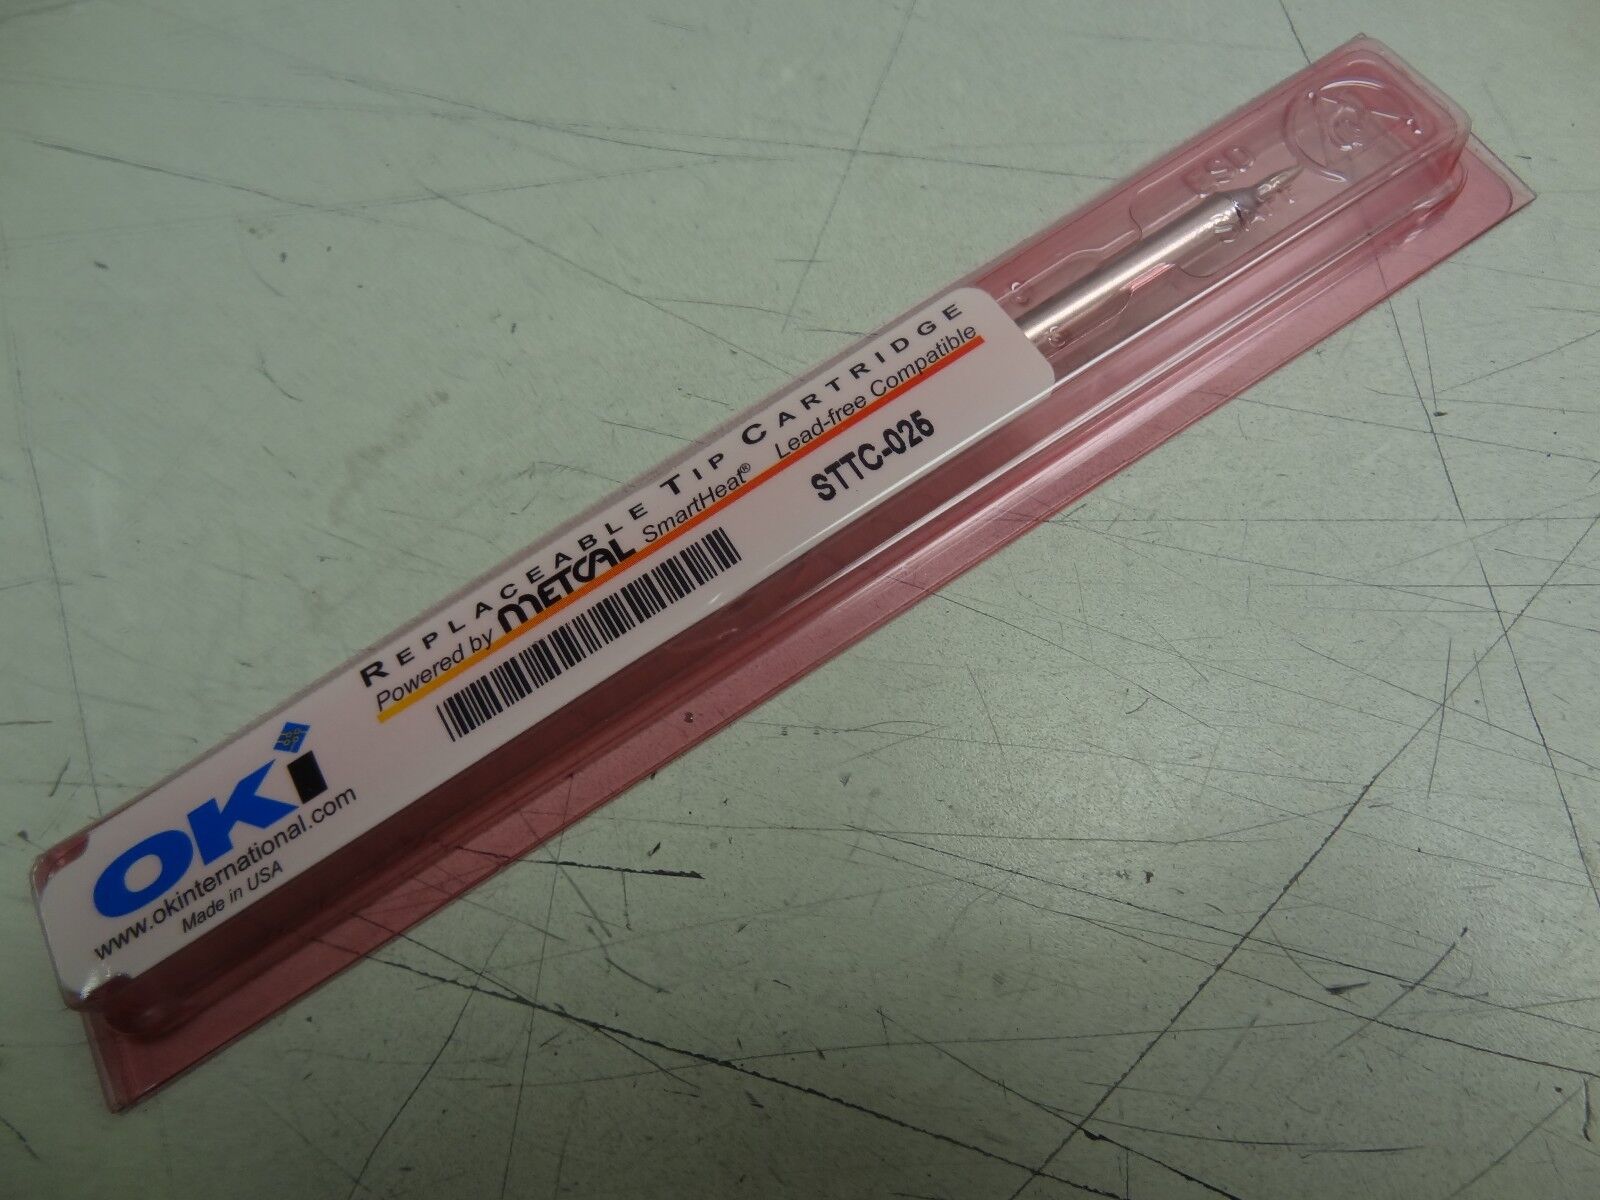 REPLACEABLE TIP CARTRIDGE
Powered by METCAL SmartHeat® Lead-free Compatible
STTC-025
OKi
www.okinternational.com
Made in USA
ESD